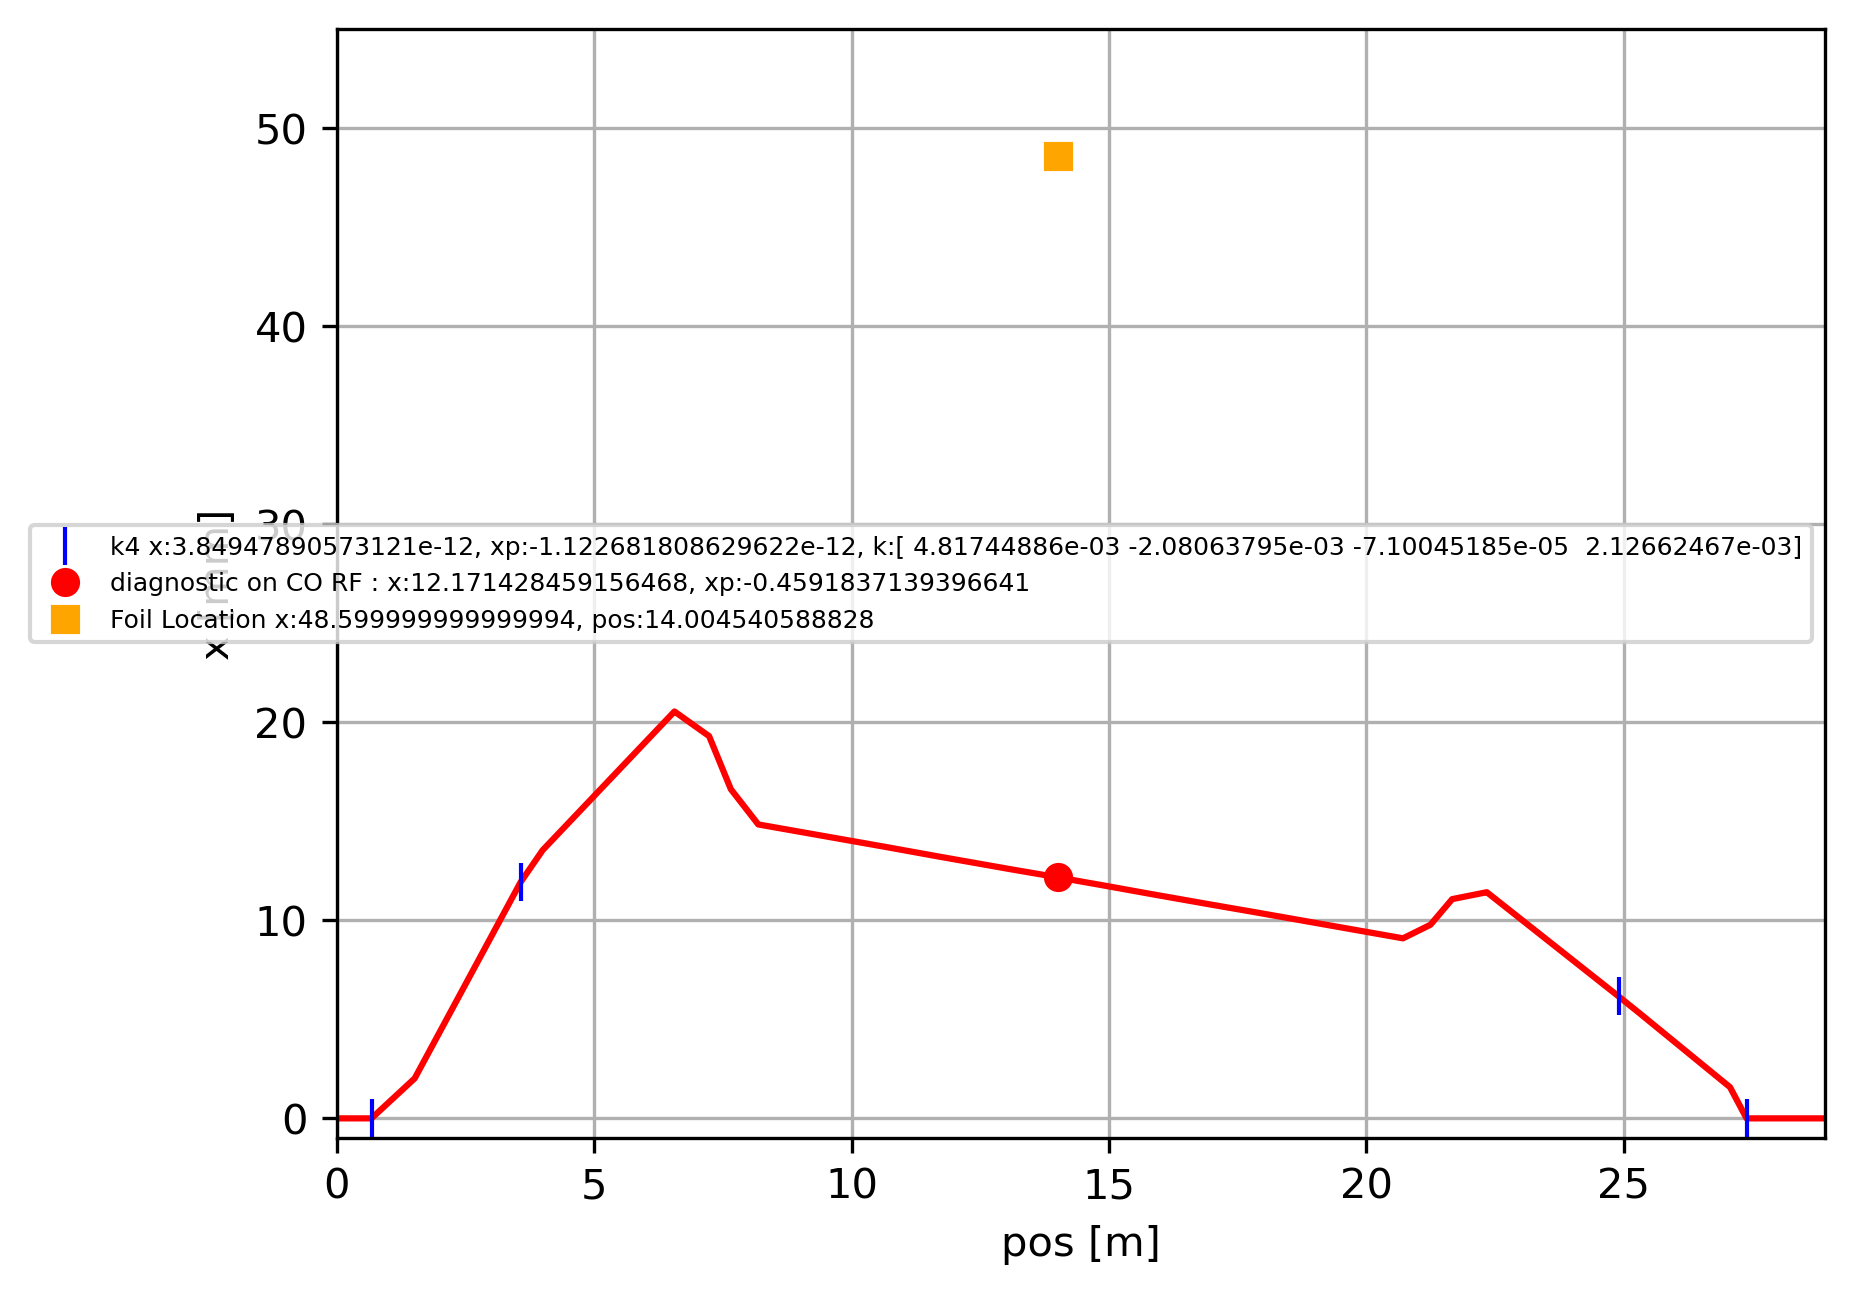 50
40
30
x [mm]
k4 x:3.84947890573121e-12, xp:-1.122681808629622e-12, k:[ 4.81744886e-03 -2.08063795e-03 -7.10045185e-05  2.12662467e-03]
diagnostic on CO RF : x:12.171428459156468, xp:-0.4591837139396641
Foil Location x:48.599999999999994, pos:14.004540588828
20
10
0
0 5 10 15 20 25
pos [m]